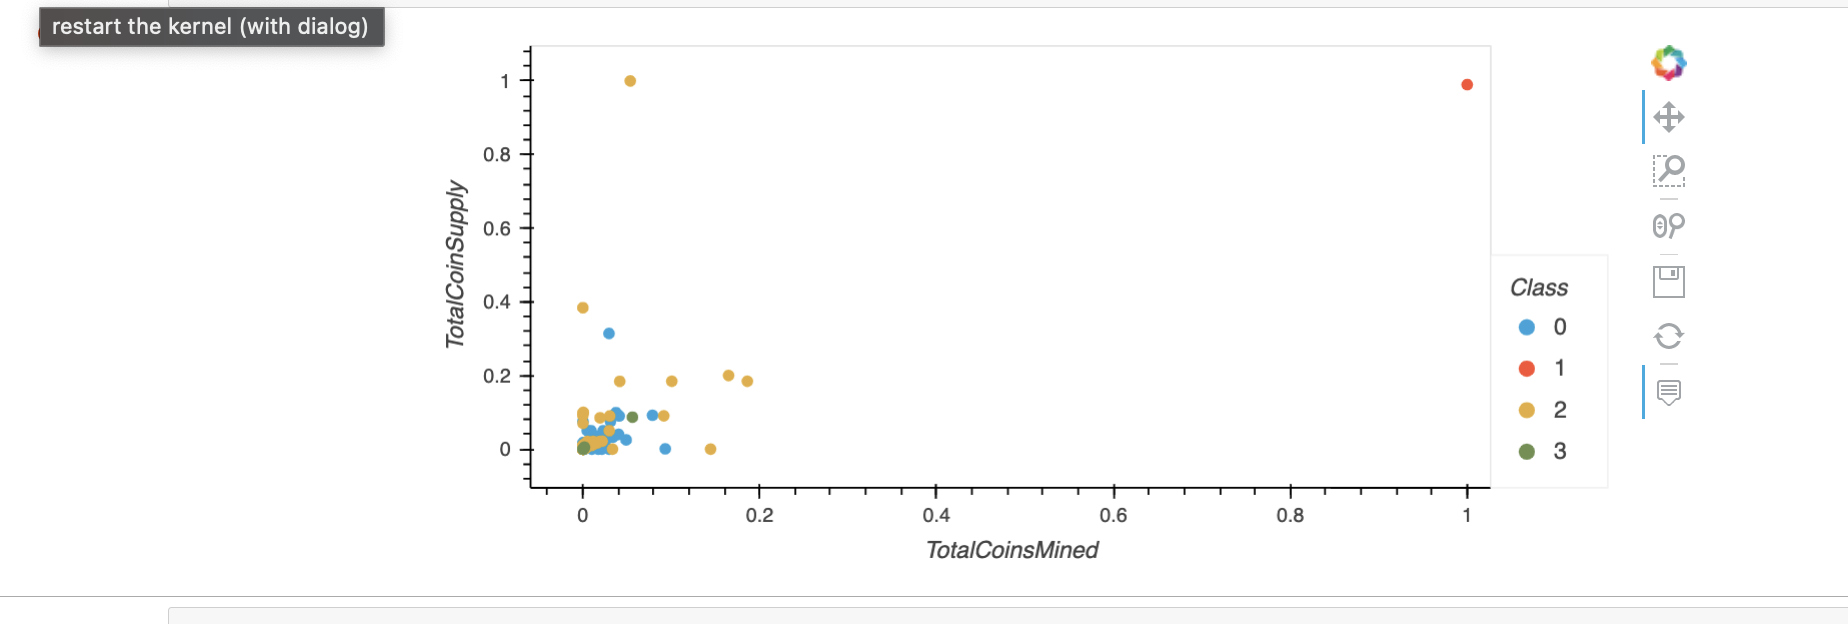 restart the kernel (with dialog)
1
0.8
0.6
0.4
0.2
0
TotalCoinSupply
0 0.2 0.4 0.6 0.8 1
TotalCoinsMined
Class
0
1
2
3